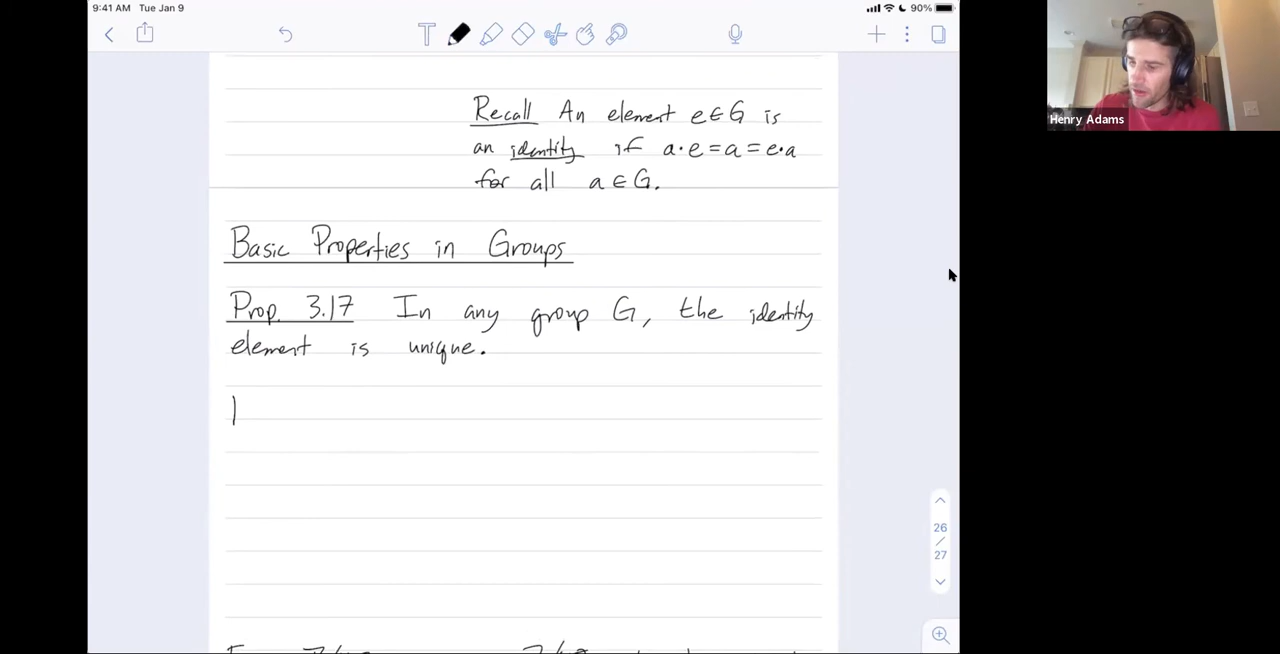 9:41 AM Tue Jan 9
90%
Henry Adams
Recall An element e∈G is
an identity if a·e=a=e·a
for all a∈G.
Basic Properties in Groups
Prop. 3.17 In any group G, the identity
element is unique.
26
/
27